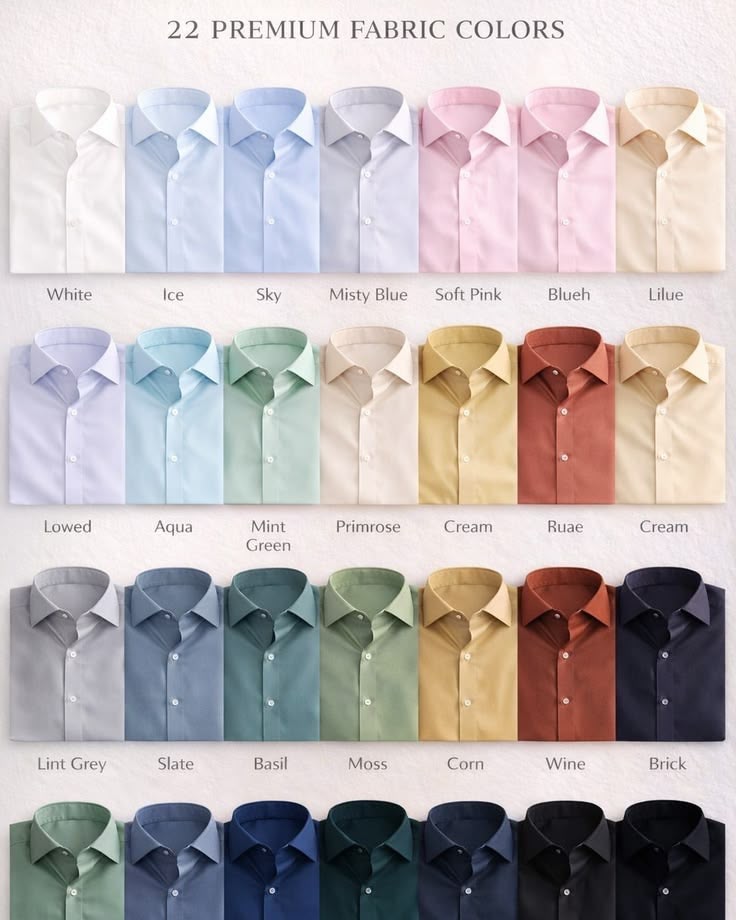 22 PREMIUM FABRIC COLORS
White Ice Sky Misty Blue Soft Pink Blueh Lilue
Lowed Aqua Mint Green Primrose Cream Ruae Cream
Lint Grey Slate Basil Moss Corn Wine Brick